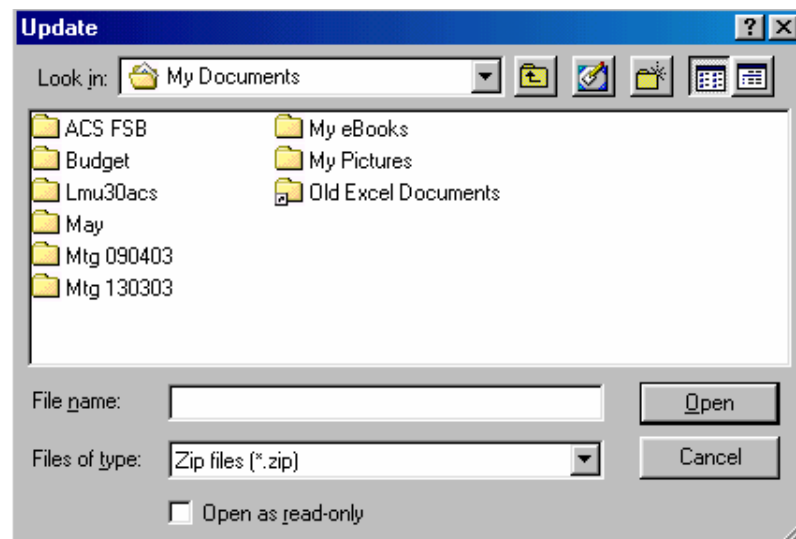 Update
Look in: My Documents
ACS FSB
Budget
Lmu30acs
May
Mtg 090403
Mtg 130303
My eBooks
My Pictures
Old Excel Documents
File name:
Open
Files of type: Zip files (*.zip)
Cancel
Open as read-only